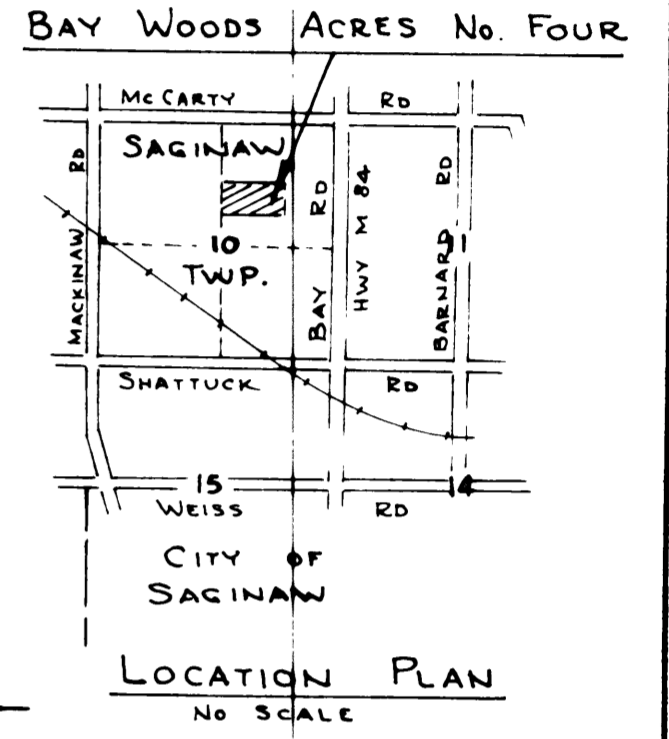 BAY WOODS ACRES No. FOUR
McCARTY RD
SAGINAW
MACKINAW RD
10
TWP.
BAY RD
HWY M 84
BARNARD RD
11
SHATTUCK RD
15
14
WEISS RD
CITY OF
SAGINAW
LOCATION PLAN
NO SCALE